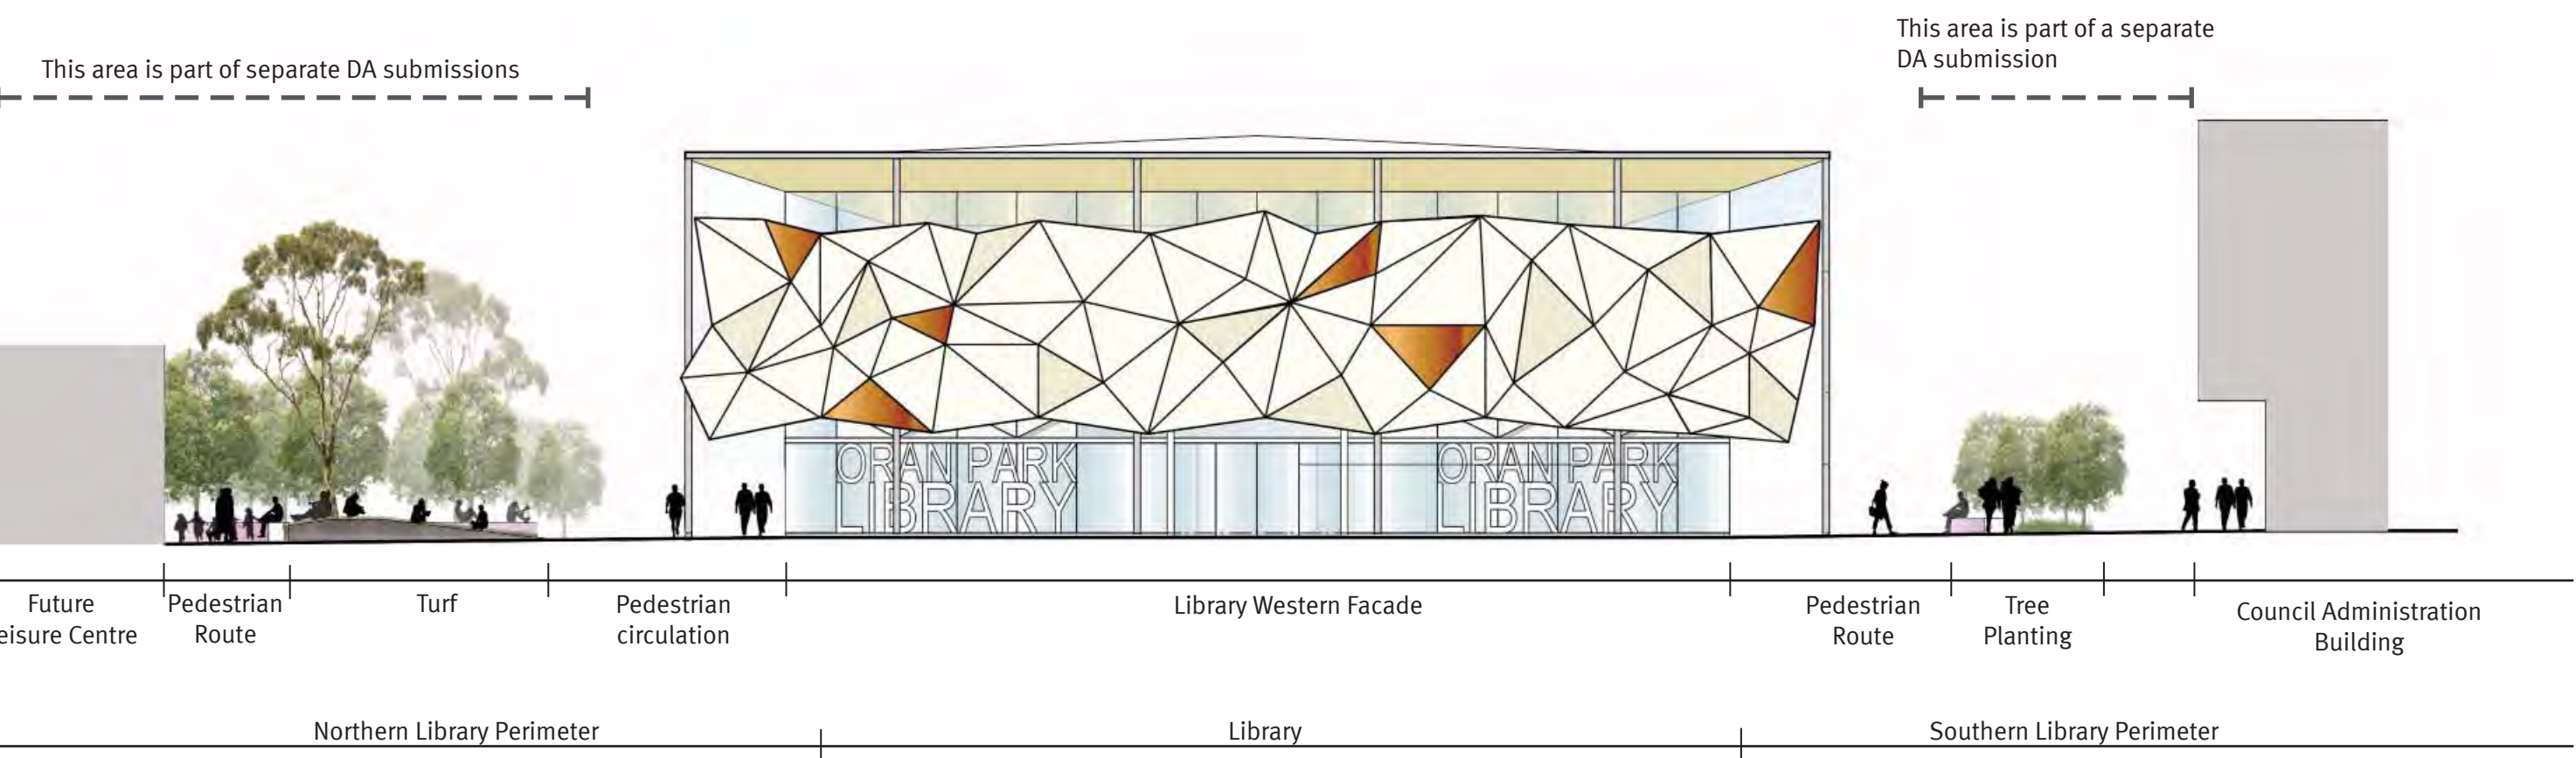 This area is part of separate DA submissions
This area is part of a separate
DA submission
ORAN PARK
LIBRARY
ORAN PARK
LIBRARY
Future
eisure Centre
Pedestrian
Route
Turf
Pedestrian
circulation
Library Western Facade
Pedestrian
Route
Tree
Planting
Council Administration
Building
Northern Library Perimeter
Library
Southern Library Perimeter